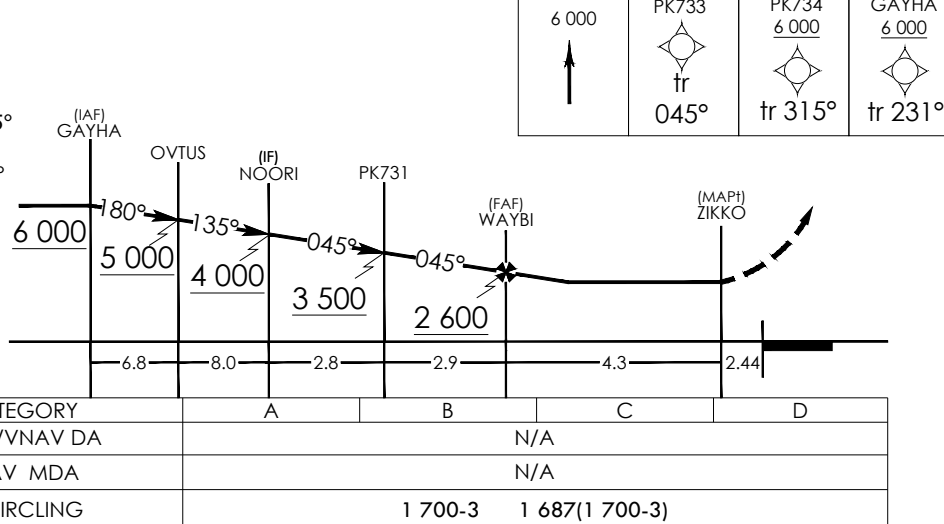 6 000
PK733
tr
045°
PK734
6 000
tr 315°
GAYHA
6 000
tr 231°
5°
°
(IAF)
GAYHA
OVTUS
(IF)
NOORI
PK731
(FAF)
WAYBI
(MAPt)
ZIKKO
6 000
180°
5 000
135°
4 000
045°
3 500
045°
2 600
6.8 8.0 2.8 2.9 4.3 2.44
TEGORY A B C D
/VNAV DA N/A
AV MDA N/A
IRCLING 1 700-3 1 687(1 700-3)